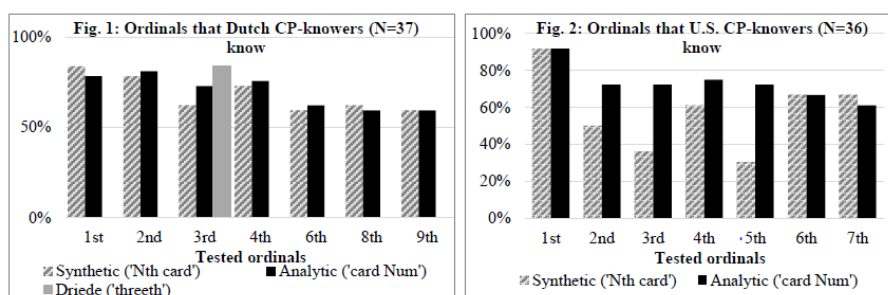 Fig. 1: Ordinals that Dutch CP-knowers (N=37)
know
100%
50%
0%
1st 2nd 3rd 4th 6th 8th 9th
Tested ordinals
Synthetic ('Nth card') Analytic ('card Num')
Driede ('threeth')
Fig. 2: Ordinals that U.S. CP-knowers (N=36)
know
100%
80%
60%
40%
20%
0%
1st 2nd 3rd 4th 5th 6th 7th
Tested ordinals
Synthetic ('Nth card') Analytic ('card Num')